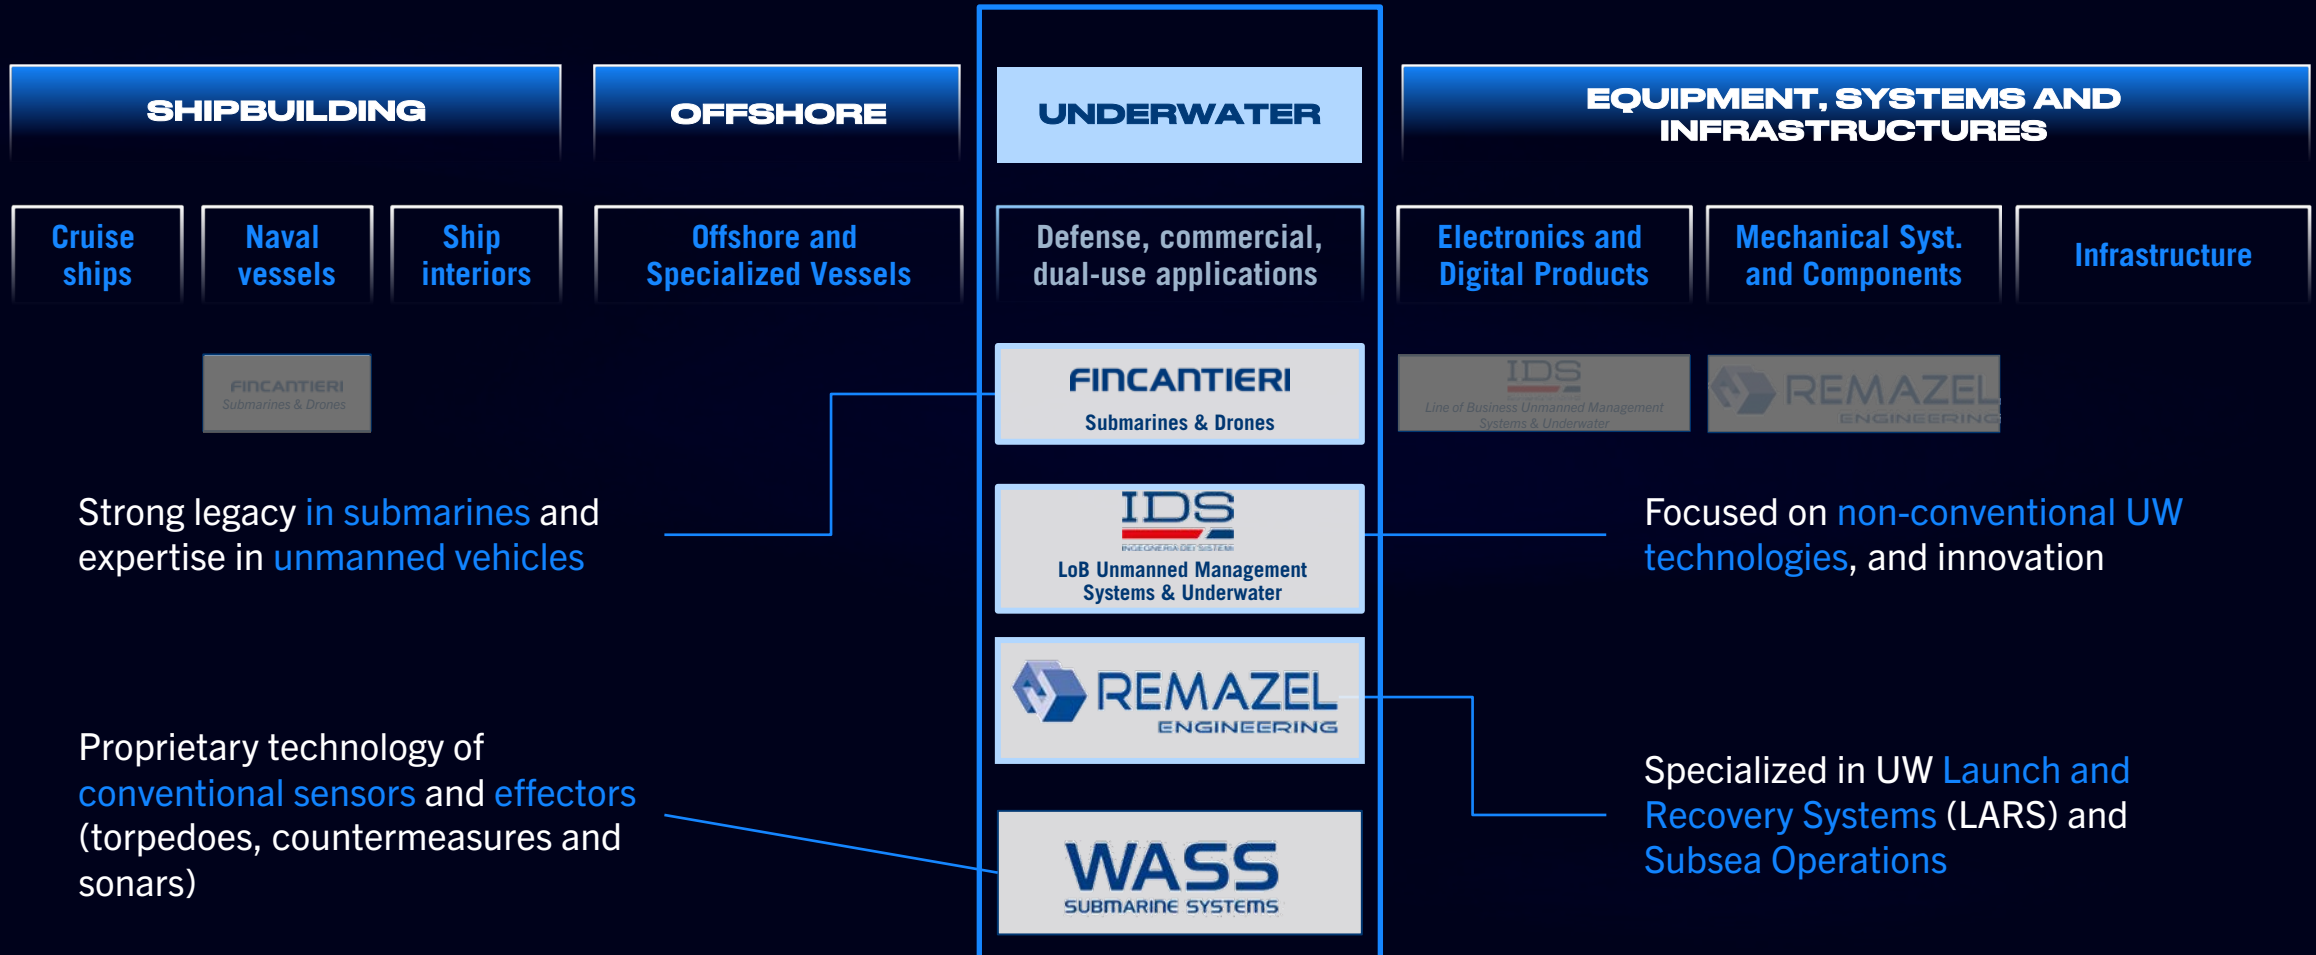 SHIPBUILDING
OFFSHORE
UNDERWATER
EQUIPMENT, SYSTEMS AND
INFRASTRUCTURES
Cruise
ships
Naval
vessels
Ship
interiors
Offshore and
Specialized Vessels
Defense, commercial,
dual-use applications
Electronics and
Digital Products
Mechanical Syst.
and Components
Infrastructure
FINCANTIERI
Submarines & Drones
FINCANTIERI
Submarines & Drones
IDS
Line of Business Unmanned Management
Systems & Underwater
REMAZEL
ENGINEERING
Strong legacy in submarines and
expertise in unmanned vehicles
IDS
INGEGNERIA DEI SISTEMI
LoB Unmanned Management
Systems & Underwater
Focused on non-conventional UW
technologies, and innovation
REMAZEL
ENGINEERING
Proprietary technology of
conventional sensors and effectors
(torpedoes, countermeasures and
sonars)
WASS
SUBMARINE SYSTEMS
Specialized in UW Launch and
Recovery Systems (LARS) and
Subsea Operations